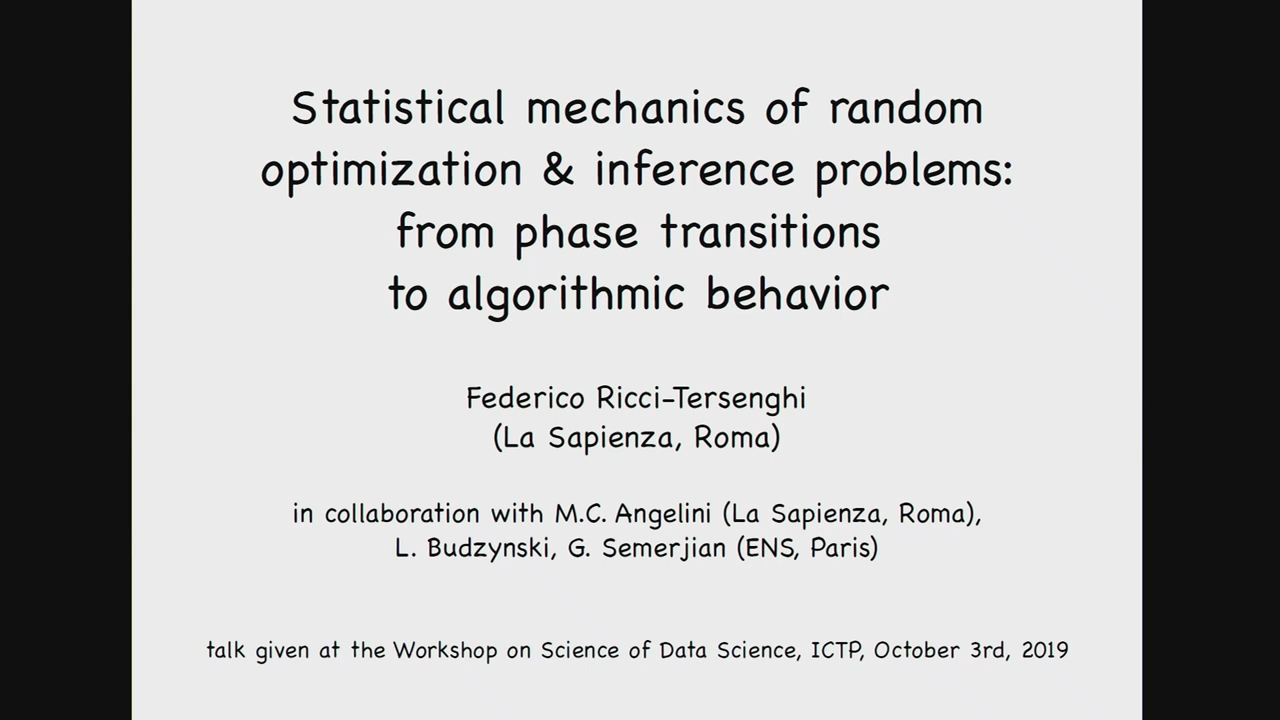 Statistical mechanics of random
optimization & inference problems:
from phase transitions
to algorithmic behavior
Federico Ricci-Tersenghi
(La Sapienza, Roma)
in collaboration with M.C. Angelini (La Sapienza, Roma),
L. Budzynski, G. Semerjian (ENS, Paris)
talk given at the Workshop on Science of Data Science, ICTP, October 3rd, 2019